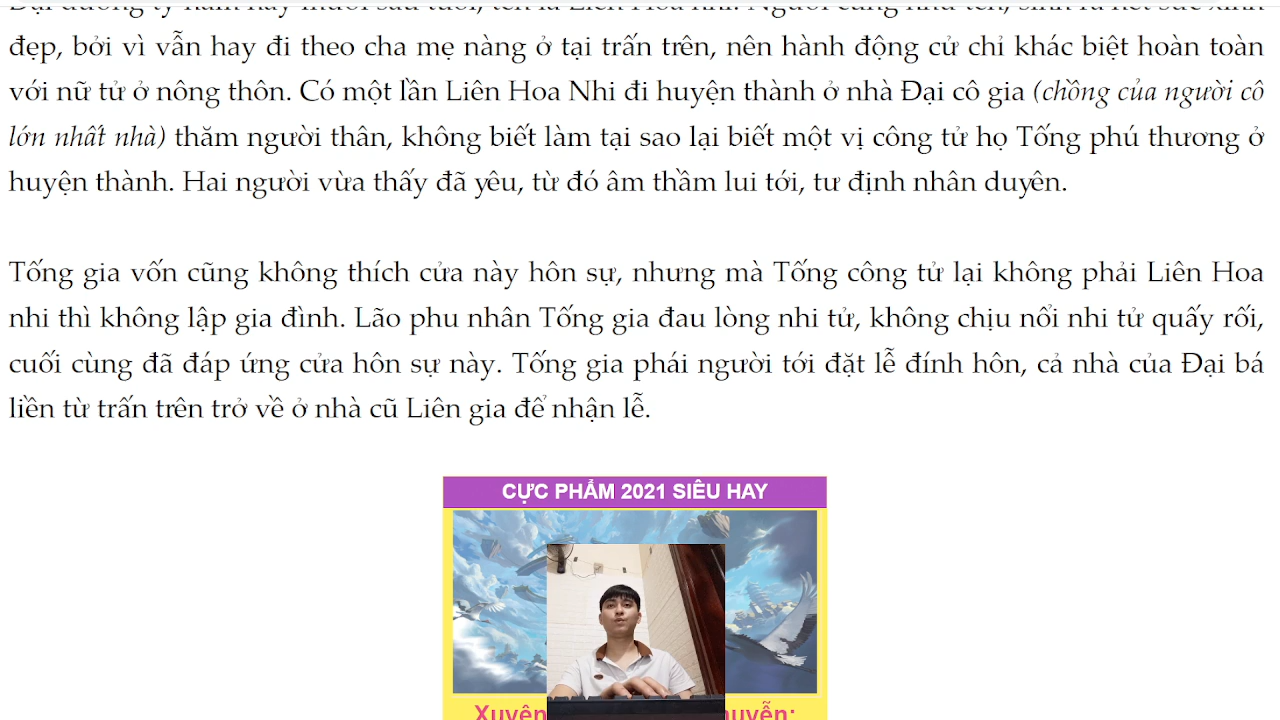 đẹp, bởi vì vẫn hay đi theo cha mẹ nàng ở tại trấn trên, nên hành động cử chỉ khác biệt hoàn toàn
với nữ tử ở nông thôn. Có một lần Liên Hoa Nhi đi huyện thành ở nhà Đại cô gia (chồng của người cô
lớn nhất nhà) thăm người thân, không biết làm tại sao lại biết một vị công tử họ Tống phú thương ở
huyện thành. Hai người vừa thấy đã yêu, từ đó âm thầm lui tới, tư định nhân duyên.
Tống gia vốn cũng không thích cửa này hôn sự, nhưng mà Tống công tử lại không phải Liên Hoa
nhi thì không lập gia đình. Lão phu nhân Tống gia đau lòng nhi tử, không chịu nổi nhi tử quấy rối,
cuối cùng đã đáp ứng cửa hôn sự này. Tống gia phái người tới đặt lễ đính hôn, cả nhà của Đại bá
liền từ trấn trên trở về ở nhà cũ Liên gia để nhận lễ.
CỰC PHẨM 2021 SIÊU HAY
Xuyên